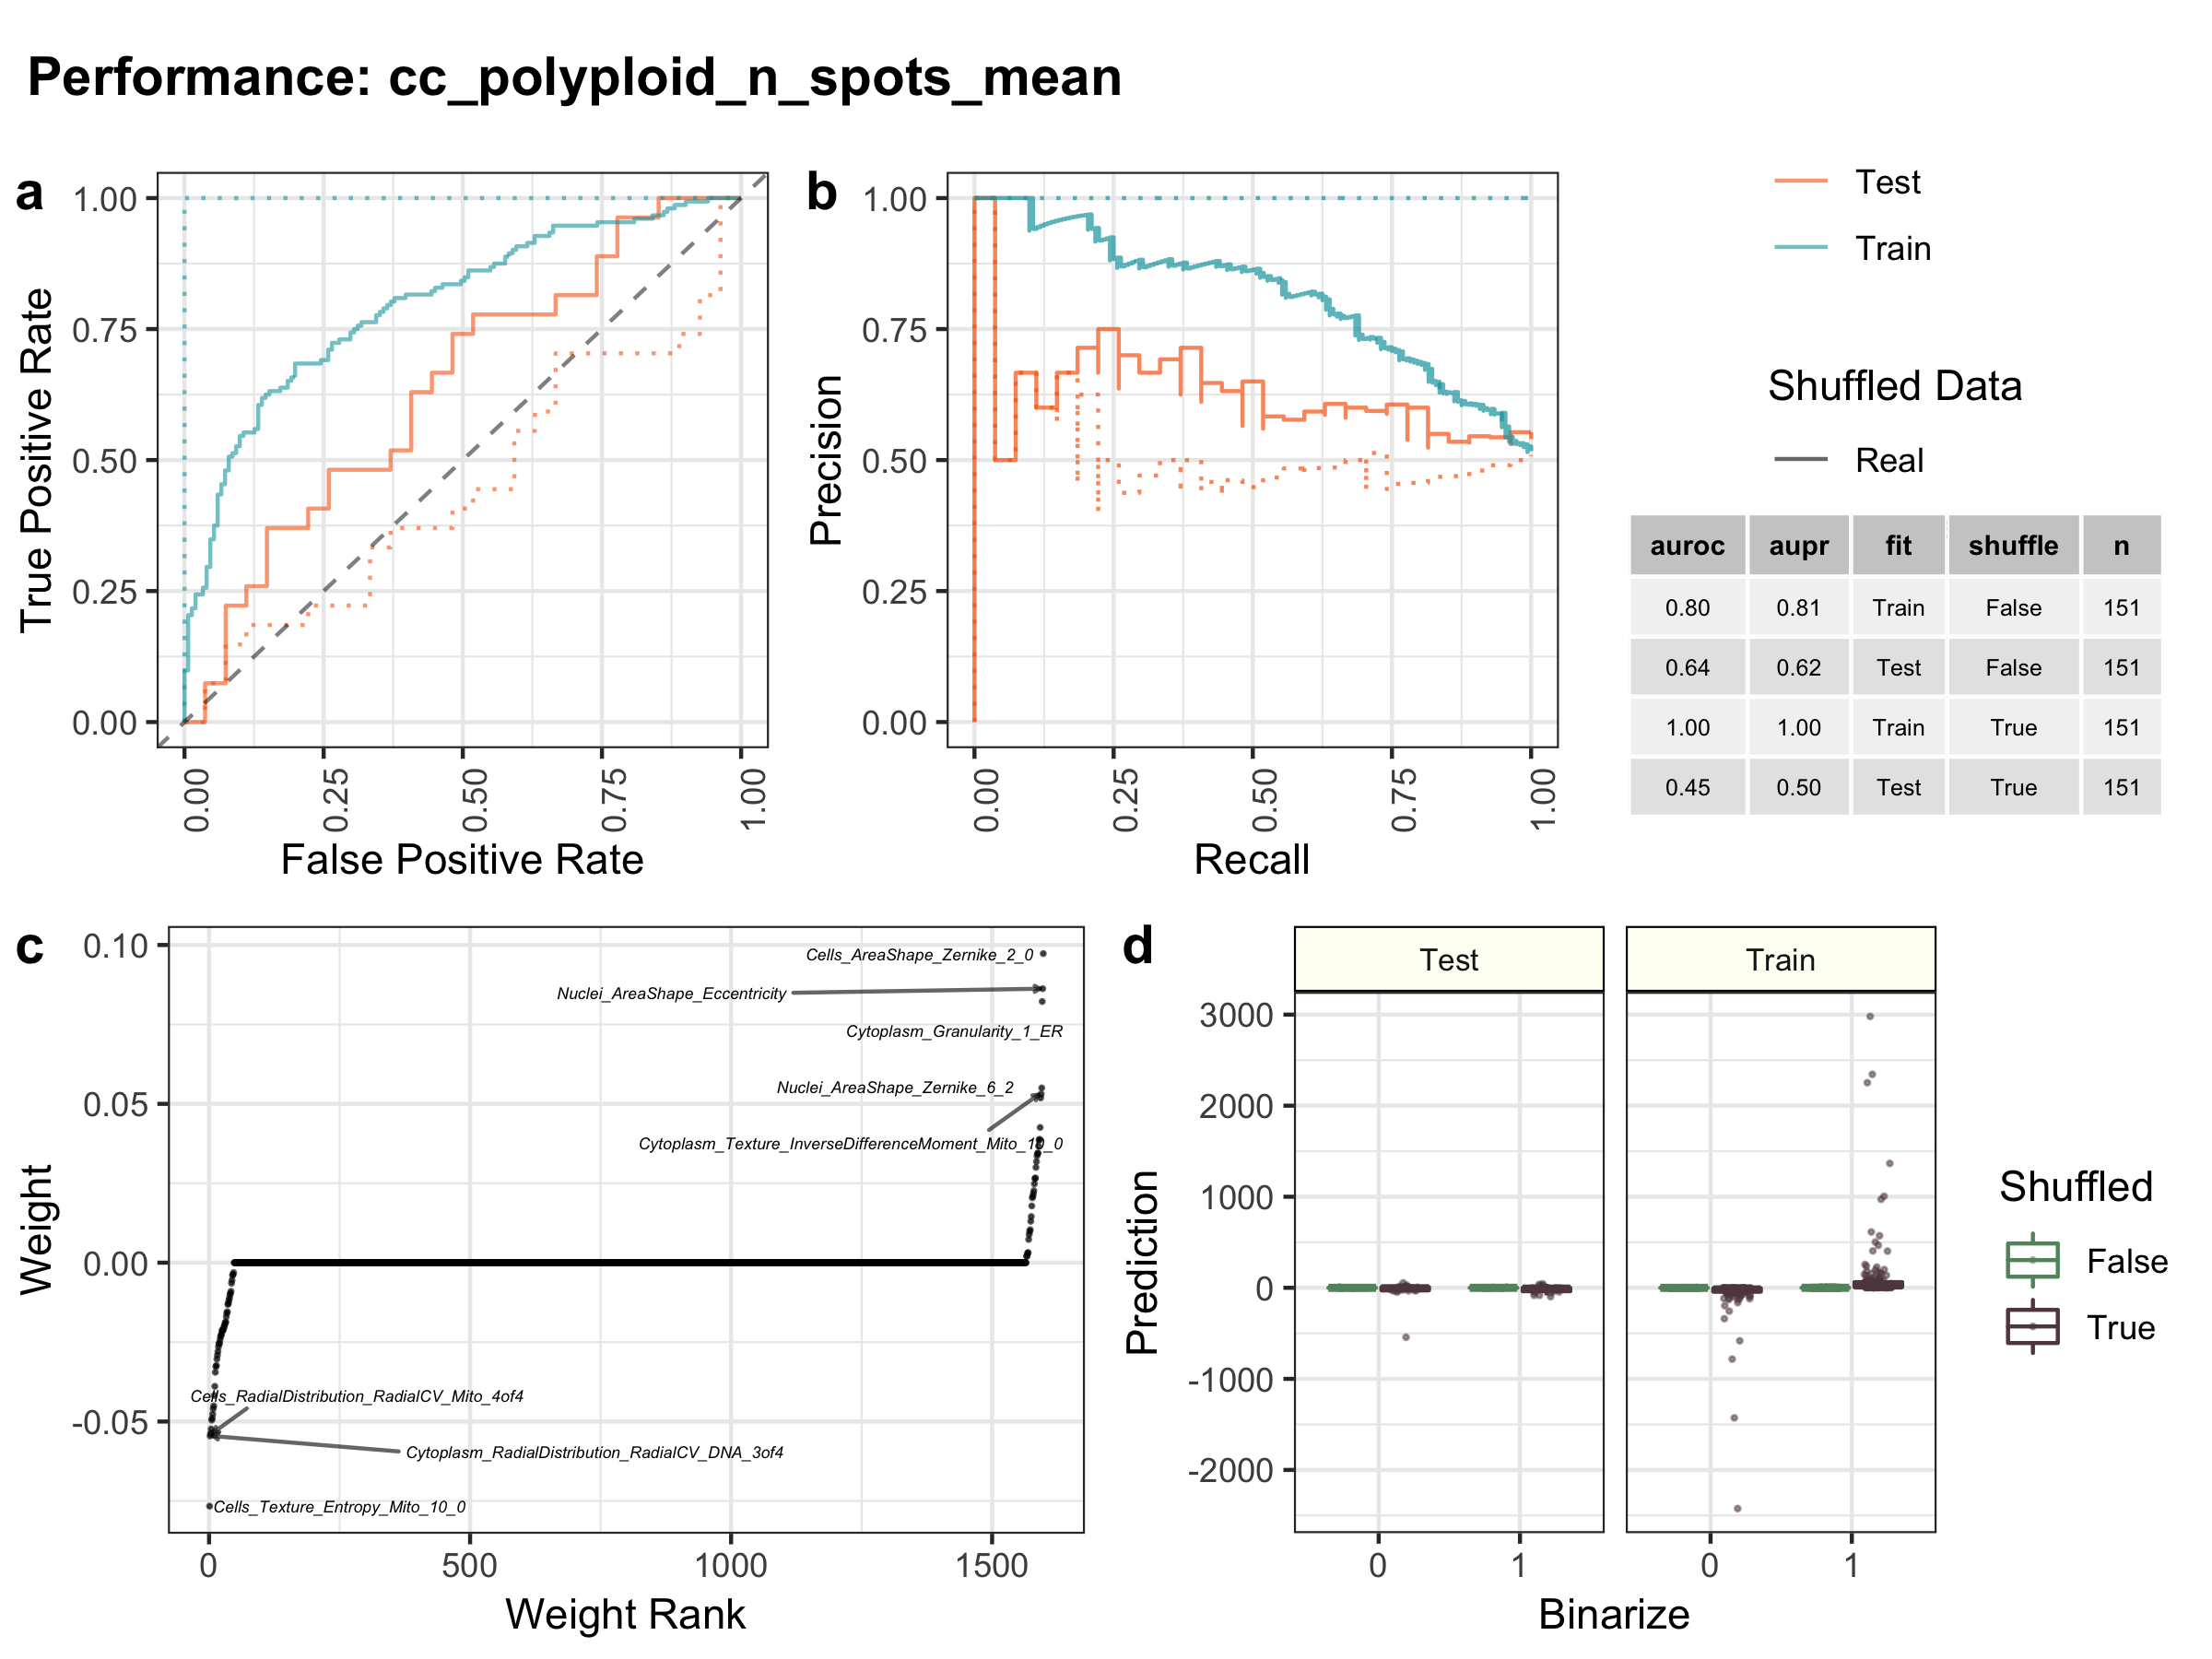 Performance: cc_polyploid_n_spots_mean
a
1.00
0.75
0.50
0.25
0.00
True Positive Rate
0.00
0.25
0.50
0.75
1.00
False Positive Rate
b
1.00
0.75
0.50
0.25
0.00
Precision
0.00
0.25
0.50
0.75
1.00
Recall
Test
Train
Shuffled Data
Real
auroc aupr fit shuffle n
0.80 0.81 Train False 151
0.64 0.62 Test False 151
1.00 1.00 Train True 151
0.45 0.50 Test True 151
c
0.10
0.05
0.00
-0.05
Weight
Cells_AreaShape_Zernike_2_0
Nuclei_AreaShape_Eccentricity
Cytoplasm_Granularity_1_ER
Nuclei_AreaShape_Zernike_6_2
Cytoplasm_Texture_InverseDifferenceMoment_Mito_10_0
Cells_RadialDistribution_RadialCV_Mito_4of4
Cytoplasm_RadialDistribution_RadialCV_DNA_3of4
Cells_Texture_Entropy_Mito_10_0
0 500 1000 1500
Weight Rank
d
Test Train
3000
2000
1000
0
-1000
-2000
Prediction
0 1 0 1
Binarize
Shuffled
False
True